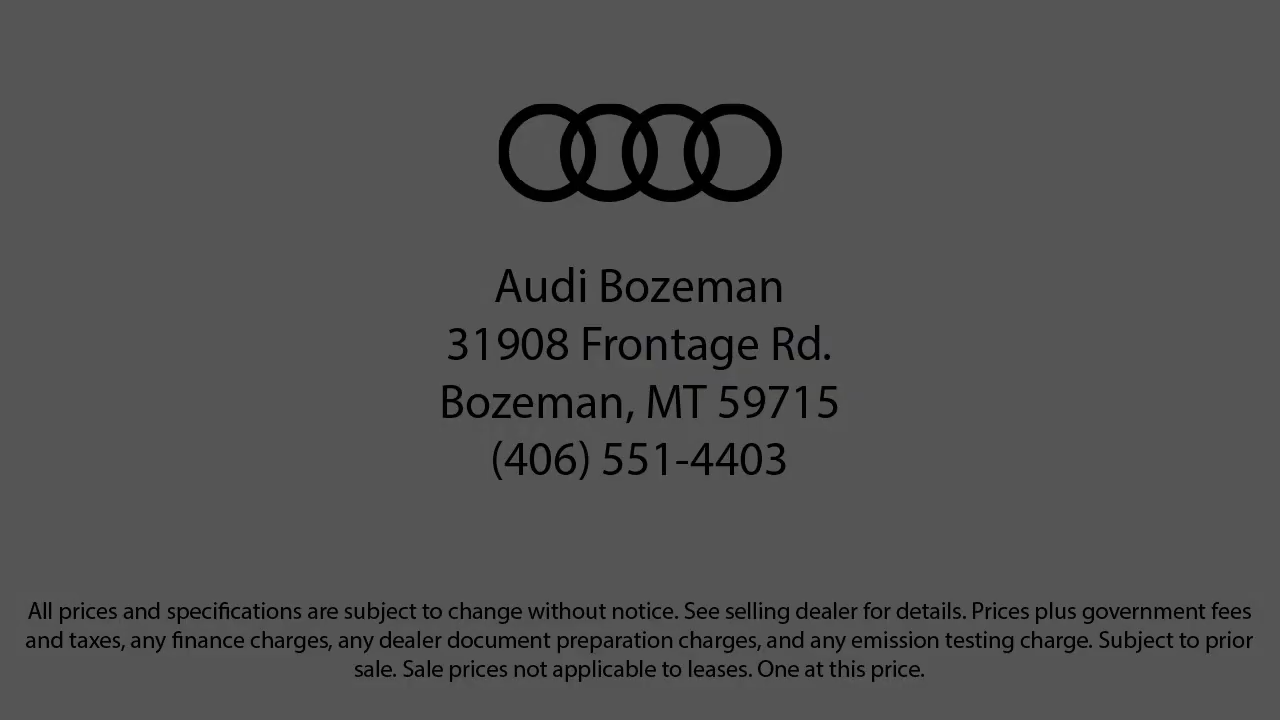 Audi Bozeman
31908 Frontage Rd.
Bozeman, MT 59715
(406) 551-4403
All prices and specifications are subject to change without notice. See selling dealer for details. Prices plus government fees
and taxes, any finance charges, any dealer document preparation charges, and any emission testing charge. Subject to prior
sale. Sale prices not applicable to leases. One at this price.